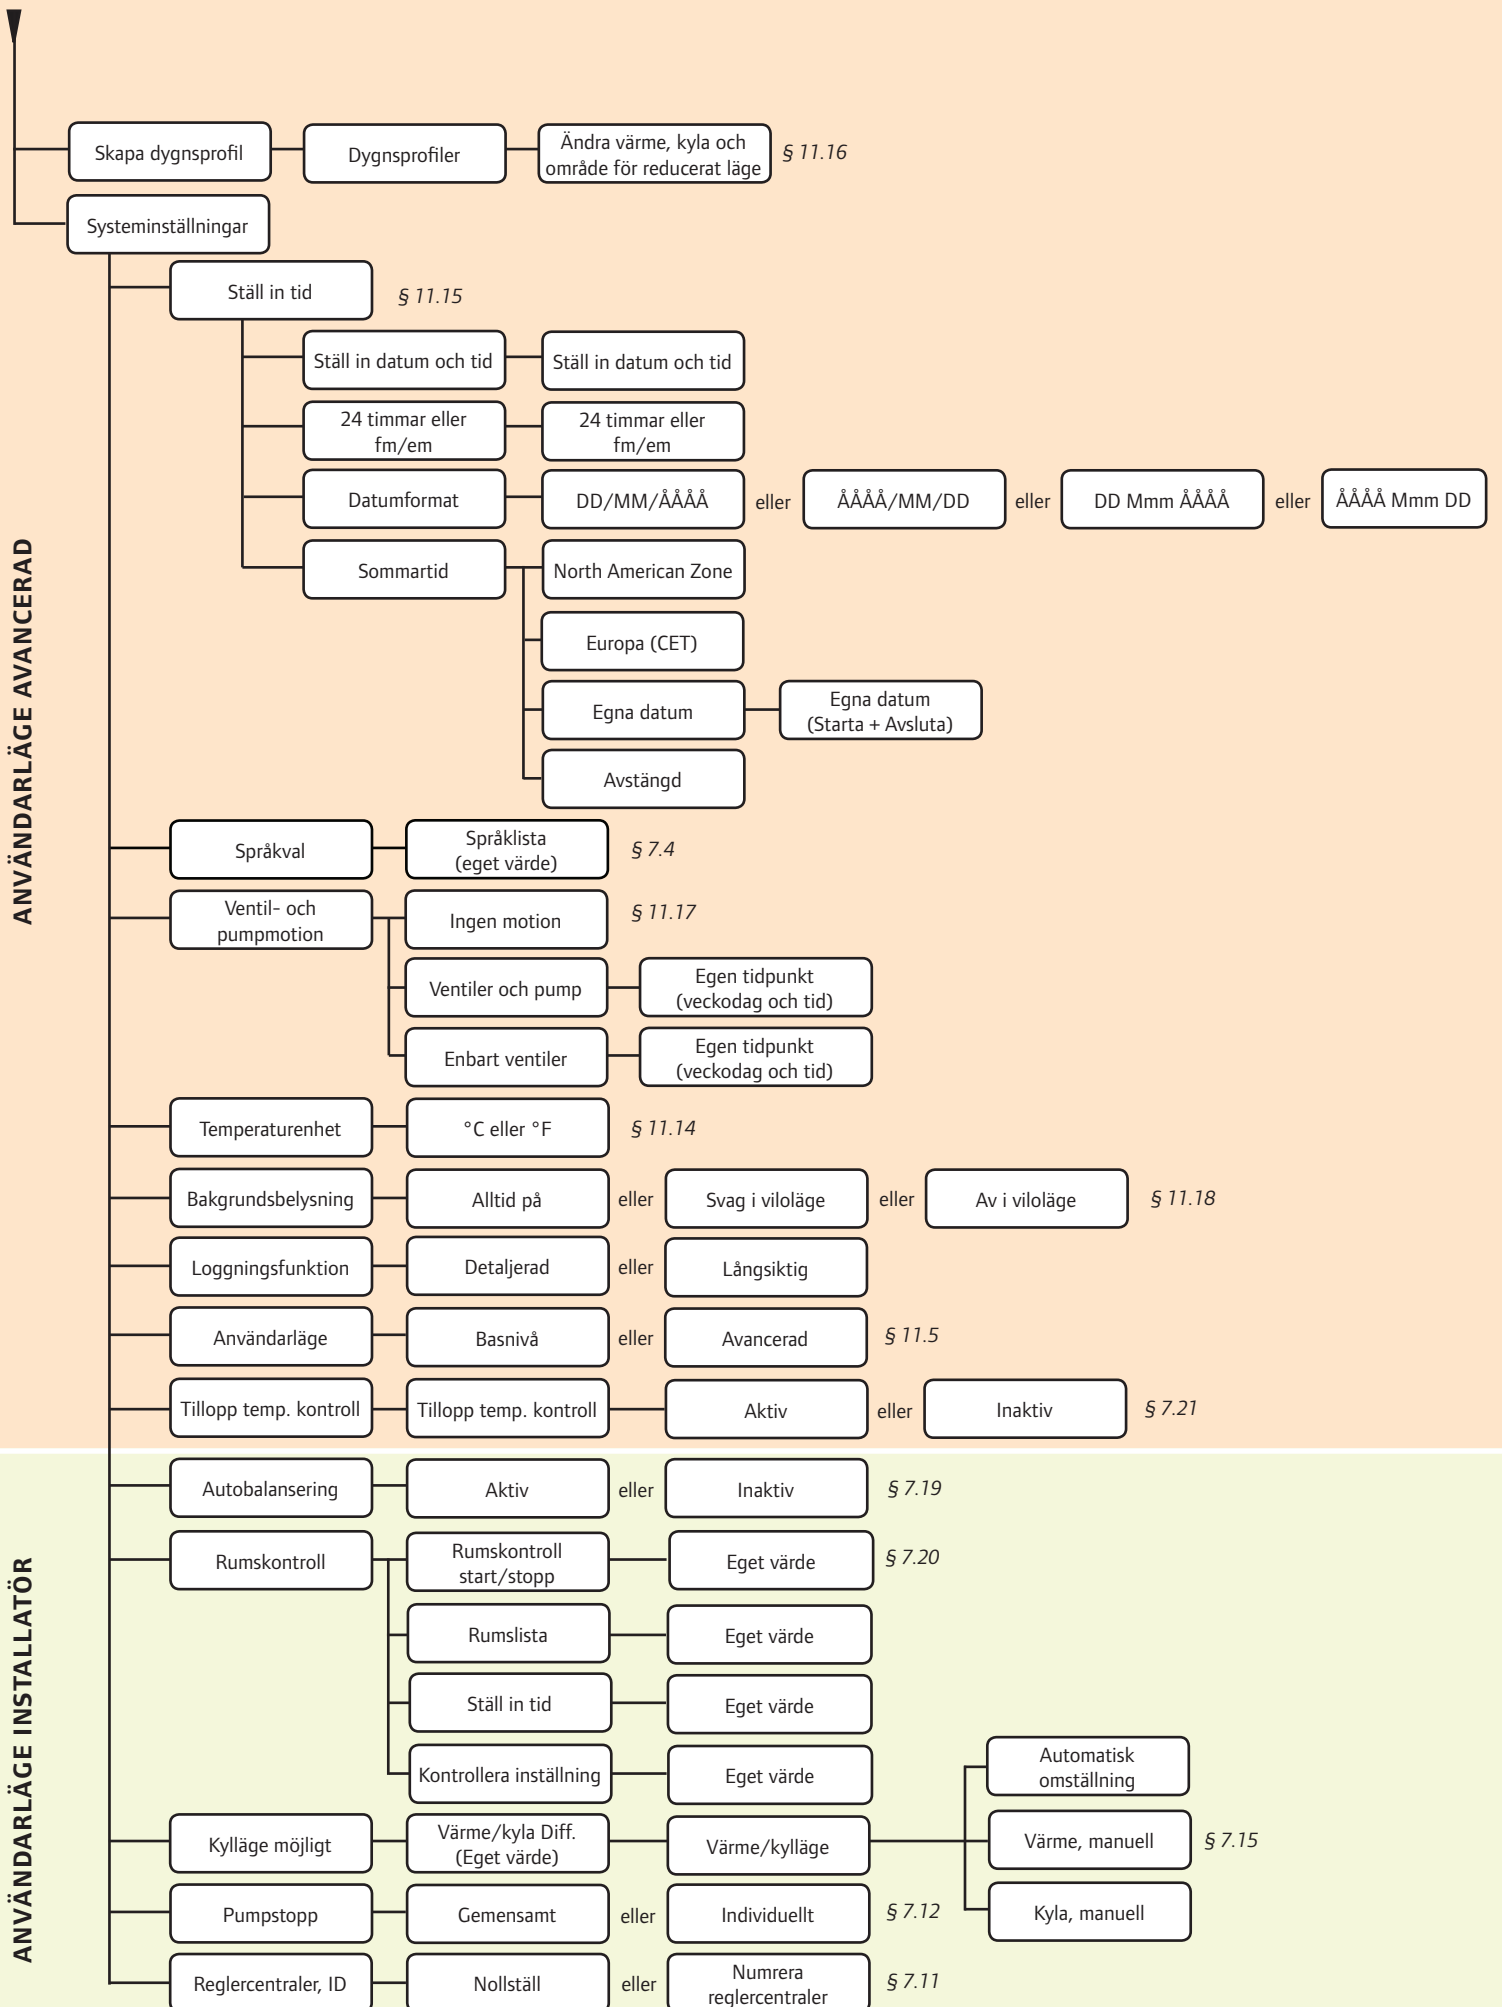 Skapa dygnsprofil
Dygnsprofiler
Ändra värme, kyla och
område för reducerat läge
§ 11.16
Systeminställningar
ANVÄNDARLÄGE AVANCERAD
Ställ in tid
§ 11.15
Ställ in datum och tid
Ställ in datum och tid
24 timmar eller
fm/em
24 timmar eller
fm/em
Datumformat
DD/MM/ÅÅÅÅ
eller
ÅÅÅÅ/MM/DD
eller
DD Mmm ÅÅÅÅ
eller
ÅÅÅÅ Mmm DD
Sommartid
North American Zone
Europa (CET)
Egna datum
Egna datum
(Starta + Avsluta)
Avstängd
Språkval
Språklista
(eget värde)
§ 7.4
Ventil- och
pumpmotion
Ingen motion
§ 11.17
Ventiler och pump
Egen tidpunkt
(veckodag och tid)
Enbart ventiler
Egen tidpunkt
(veckodag och tid)
Temperaturenhet
°C eller °F
§ 11.14
Bakgrundsbelysning
Alltid på
eller
Svag i viloläge
eller
Av i viloläge
§ 11.18
Loggningsfunktion
Detaljerad
eller
Långsiktig
Användarläge
Basnivå
eller
Avancerad
§ 11.5
Tillopp temp. kontroll
Tillopp temp. kontroll
Aktiv
eller
Inaktiv
§ 7.21
ANVÄNDARLÄGE INSTALLATÖR
Autobalansering
Aktiv
eller
Inaktiv
§ 7.19
Rumskontroll
Rumskontroll
start/stopp
Eget värde
§ 7.20
Rumslista
Eget värde
Ställ in tid
Eget värde
Kontrollera inställning
Eget värde
Kylläge möjligt
Värme/kyla Diff.
(Eget värde)
Värme/kylläge
Automatisk
omställning
Värme, manuell
§ 7.15
Kyla, manuell
Pumpstopp
Gemensamt
eller
Individuellt
§ 7.12
Reglercentraler, ID
Nollställ
eller
Numrera
reglercentraler
§ 7.11